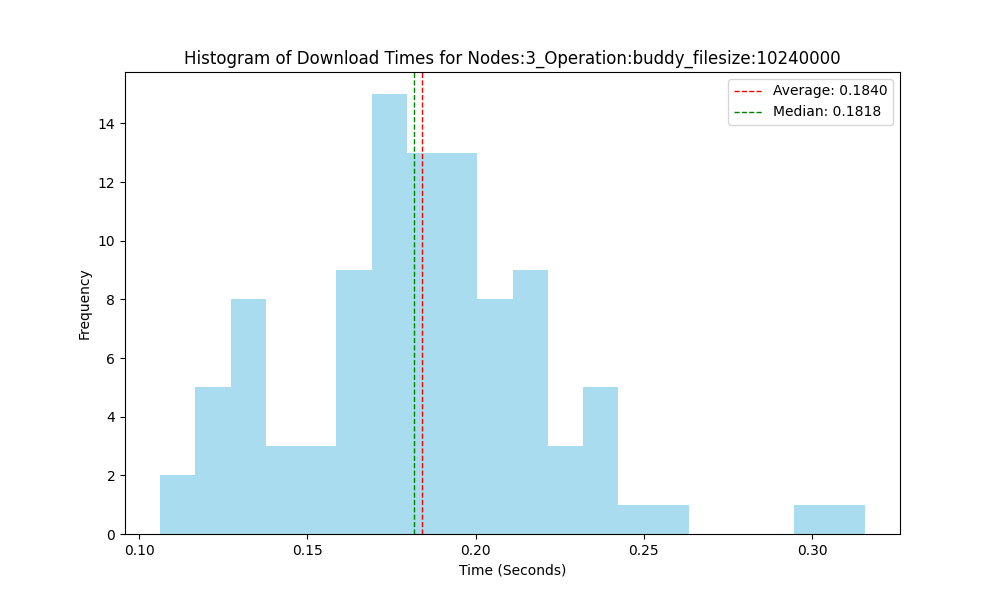 Histogram of Download Times for Nodes:3_Operation:buddy_filesize:10240000
Average: 0.1840
Median: 0.1818
14
12
10
8
6
4
2
0
Frequency
0.10 0.15 0.20 0.25 0.30
Time (Seconds)